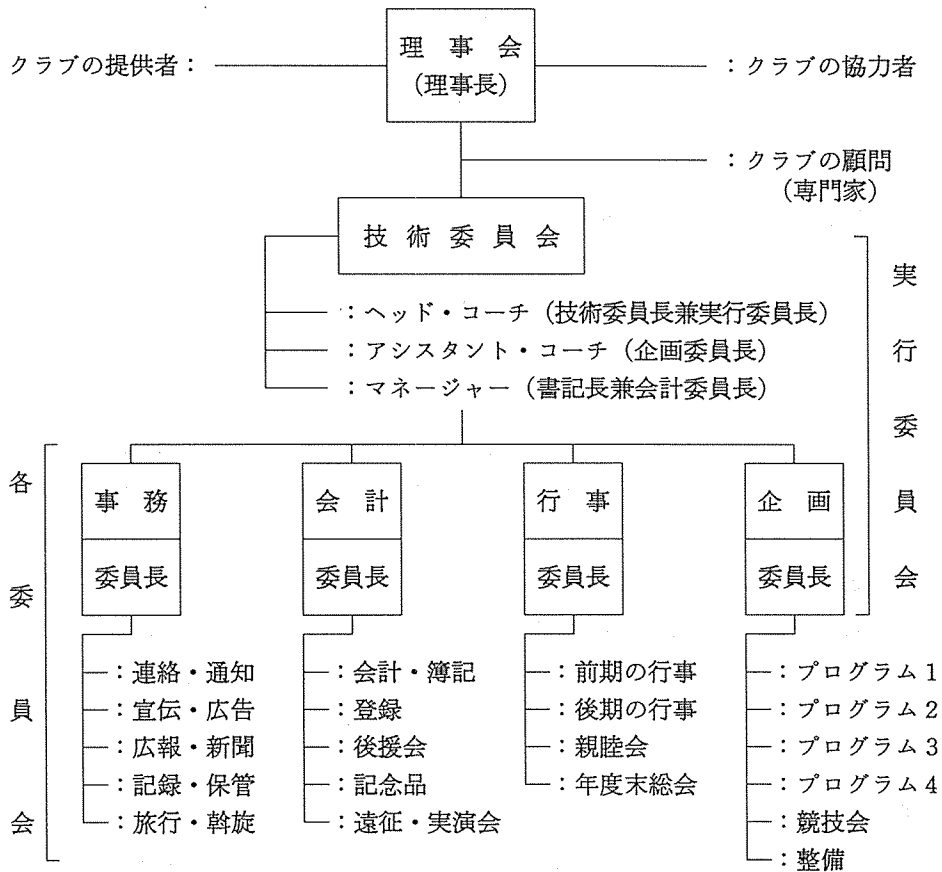 理事会
(理事長)
クラブの提供者：
：クラブの協力者
：クラブの顧問
(専門家)
技術委員会
：ヘッド・コーチ（技術委員長兼実行委員長）
：アシスタント・コーチ（企画委員長）
：マネージャー（書記長兼会計委員長）
実行委員会
各委員会
事務
委員長
：連絡・通知
：宣伝・広告
：広報・新聞
：記録・保管
：旅行・斡旋
会計
委員長
：会計・簿記
：登録
：後援会
：記念品
：遠征・実演会
行事
委員長
：前期の行事
：後期の行事
：親睦会
：年度末総会
企画
委員長
：プログラム1
：プログラム2
：プログラム3
：プログラム4
：競技会
：整備